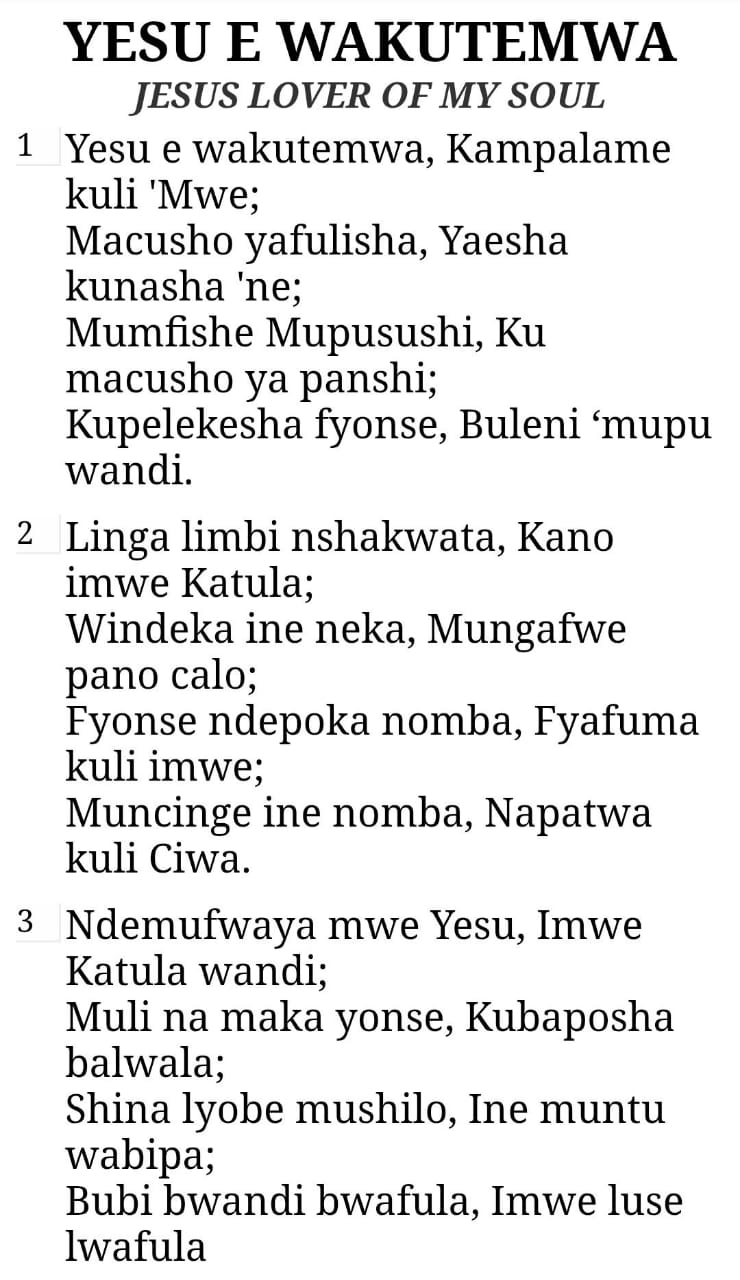 YESU E WAKUTEMWA
JESUS LOVER OF MY SOUL
1 Yesu e wakutemwa, Kampalame
kuli 'Mwe;
Macusho yafulisha, Yaesha
kunasha 'ne;
Mumfishe Mupusushi, Ku
macusho ya panshi;
Kupelekesha fyonse, Buleni ‘mupu
wandi.
2 Linga limbi nshakwata, Kano
imwe Katula;
Windeka ine neka, Mungafwe
pano calo;
Fyonse ndepoka nomba, Fyafuma
kuli imwe;
Muncinge ine nomba, Napatwa
kuli Ciwa.
3 Ndemufwaya mwe Yesu, Imwe
Katula wandi;
Muli na maka yonse, Kubaposha
balwala;
Shina lyobe mushilo, Ine muntu
wabipa;
Bubi bwandi bwafula, Imwe luse
lwafula